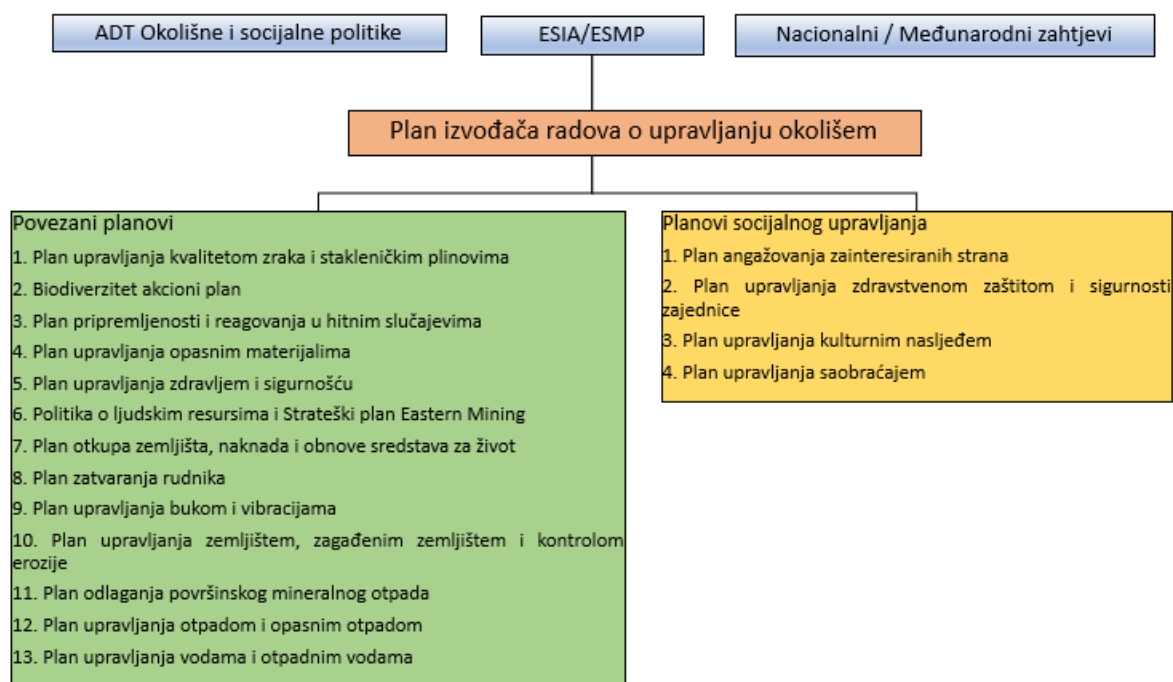 ADT Okolišne i socijalne politike
ESIA/ESMP
Nacionalni / Međunarodni zahtjevi
Plan izvođača radova o upravljanju okolišem
Povezani planovi
1. Plan upravljanja kvalitetom zraka i stakleničkim plinovima
2. Biodiverzitet akcioni plan
3. Plan pripremljenosti i reagovanja u hitnim slučajevima
4. Plan upravljanja opasnim materijalima
5. Plan upravljanja zdravljem i sigurnošću
6. Politika o ljudskim resursima i Strateški plan Eastern Mining
7. Plan otkupa zemljišta, naknada i obnove sredstava za život
8. Plan zatvaranja rudnika
9. Plan upravljanja bukom i vibracijama
10. Plan upravljanja zemljištem, zagađenim zemljištem i kontrolom
erozije
11. Plan odlaganja površinskog mineralnog otpada
12. Plan upravljanja otpadom i opasnim otpadom
13. Plan upravljanja vodama i otpadnim vodama
Planovi socijalnog upravljanja
1. Plan angažovanja zainteresiranih strana
2. Plan upravljanja zdravstvenom zaštitom i sigurnosti
zajednice
3. Plan upravljanja kulturnim nasljeđem
4. Plan upravljanja saobraćajem